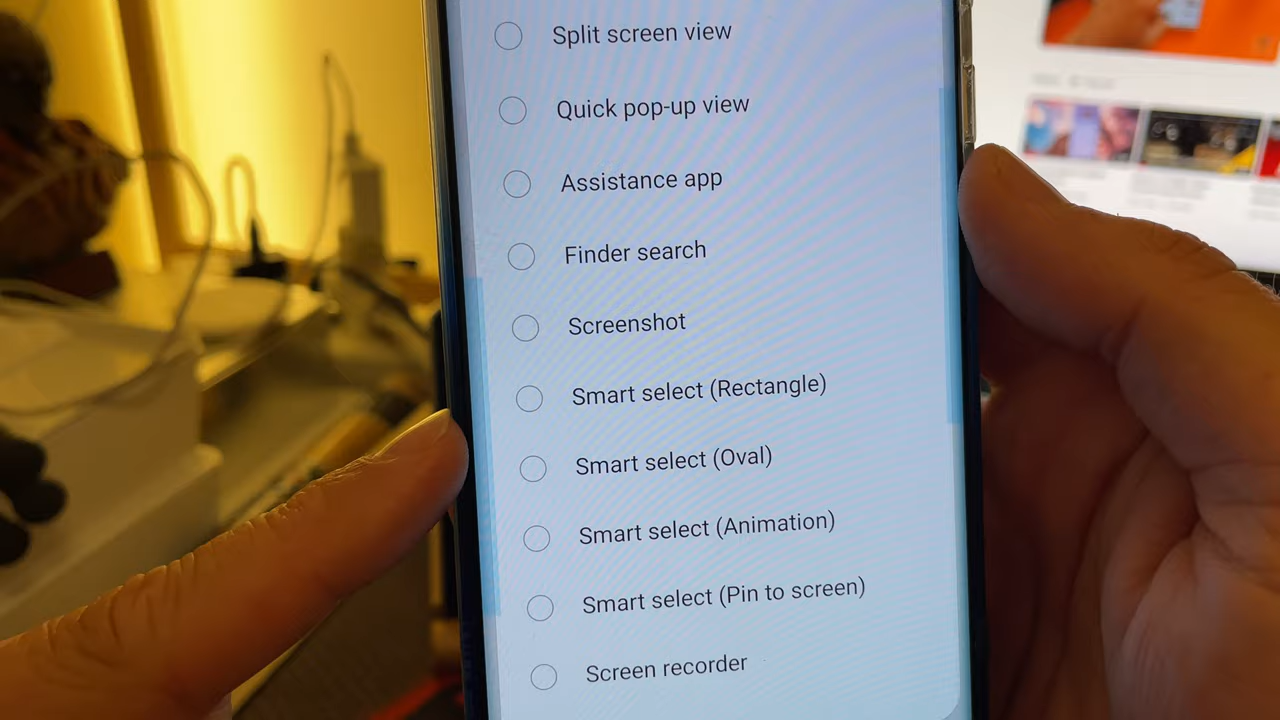 Split screen view
Quick pop-up view
Assistance app
Finder search
Screenshot
Smart select (Rectangle)
Smart select (Oval)
Smart select (Animation)
Smart select (Pin to screen)
Screen recorder